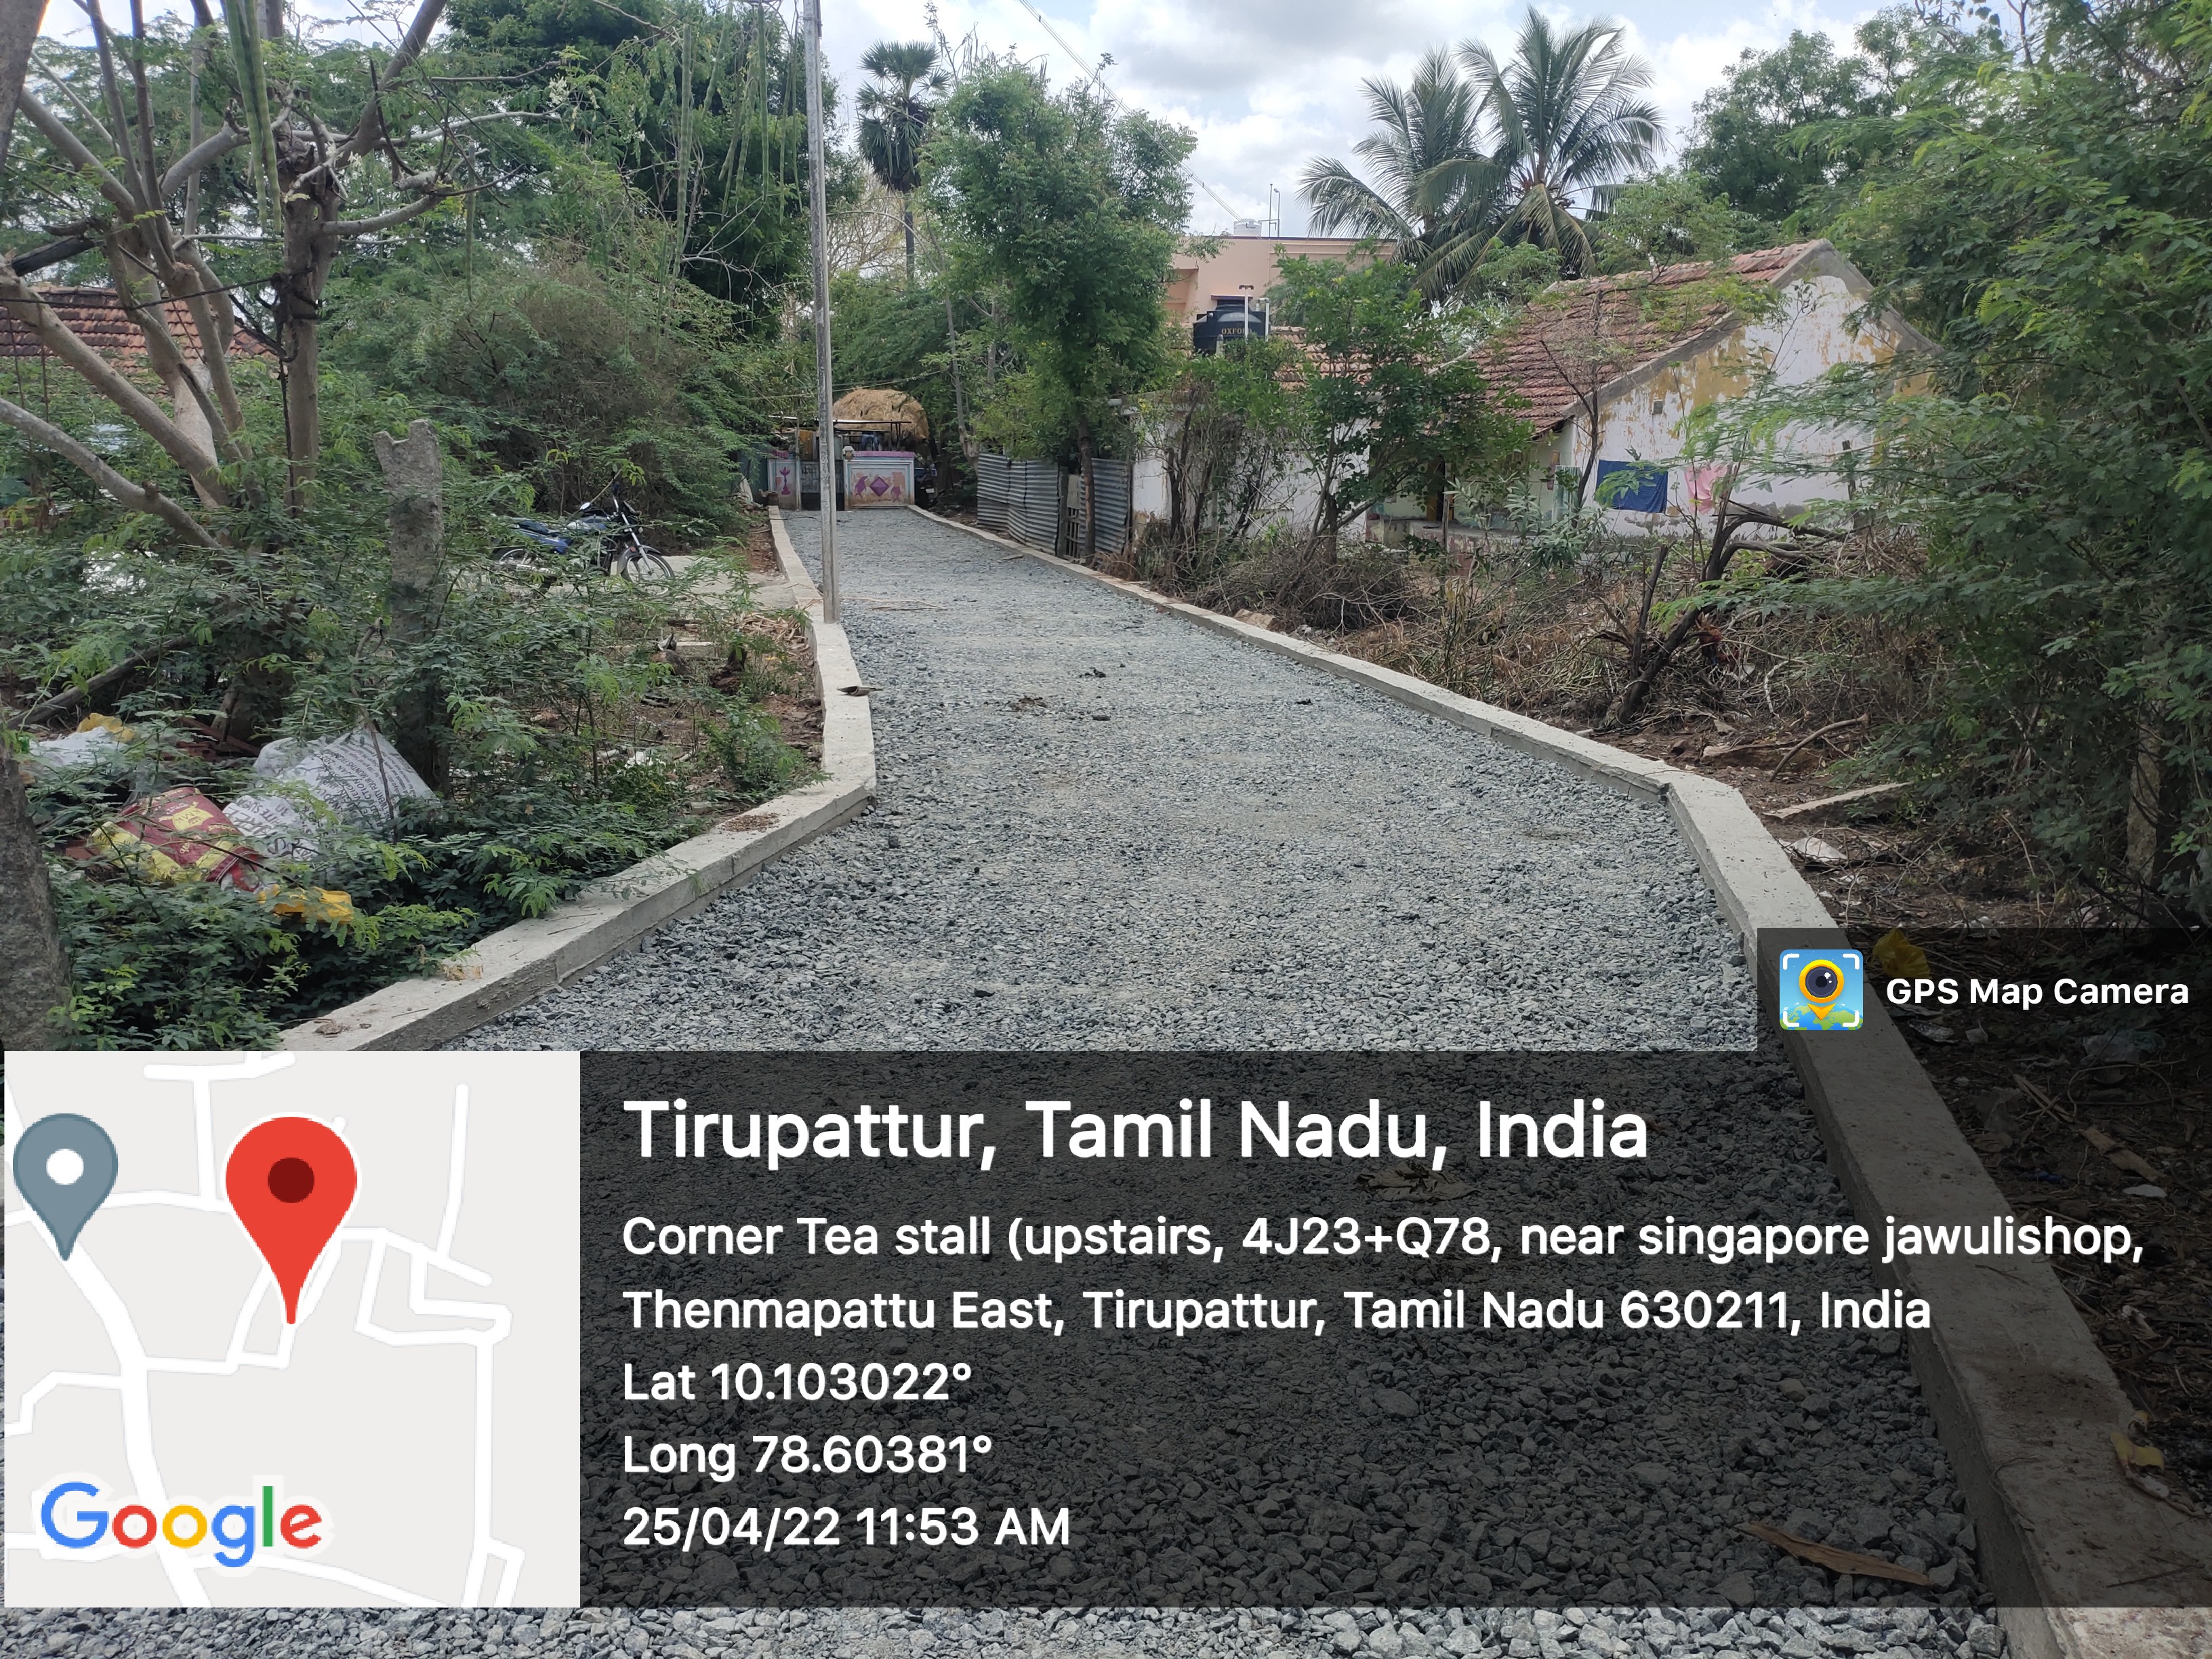 OXFORD
GPS Map Camera
Tirupattur, Tamil Nadu, India
Corner Tea stall (upstairs, 4J23+Q78, near singapore jawulishop,
Thenmapattu East, Tirupattur, Tamil Nadu 630211, India
Lat 10.103022°
Long 78.60381°
25/04/22 11:53 AM
Google